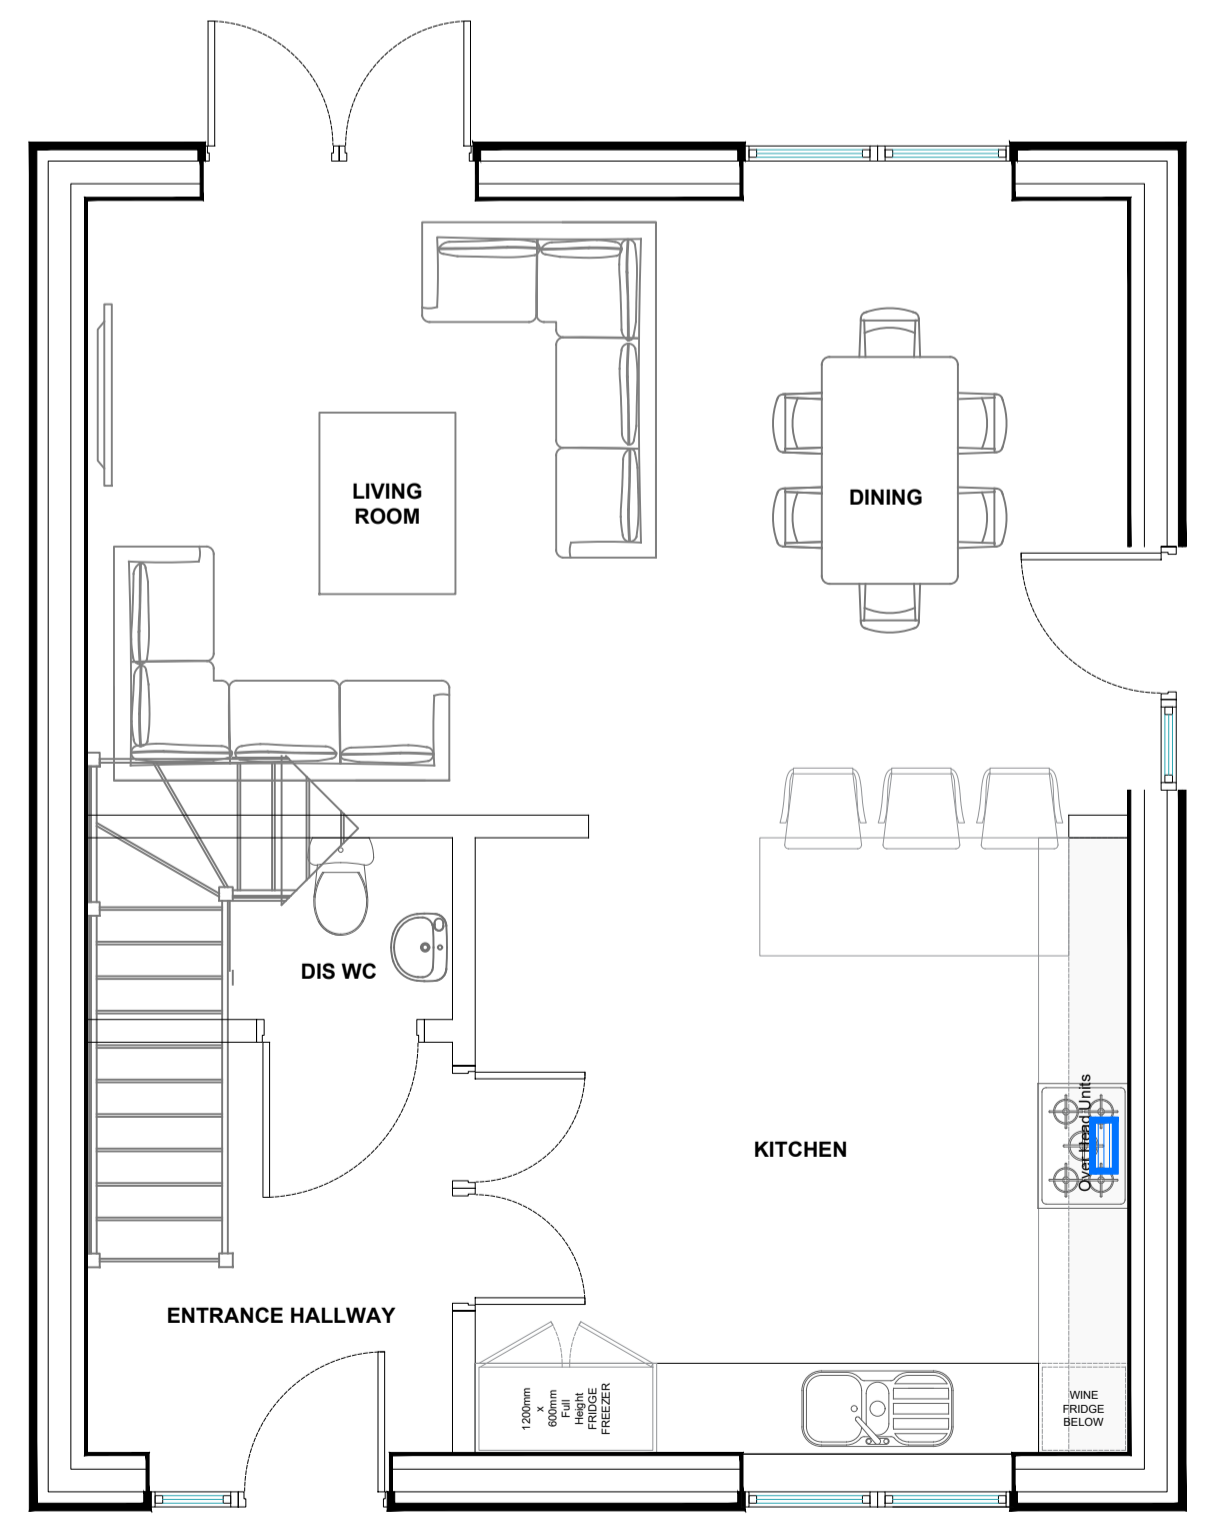 LIVING
ROOM
DINING
DIS WC
Over Head Units
KITCHEN
ENTRANCE HALLWAY
1200mm
x
600mm
Full
Height
FRIDGE
FREEZER
WINE
FRIDGE
BELOW